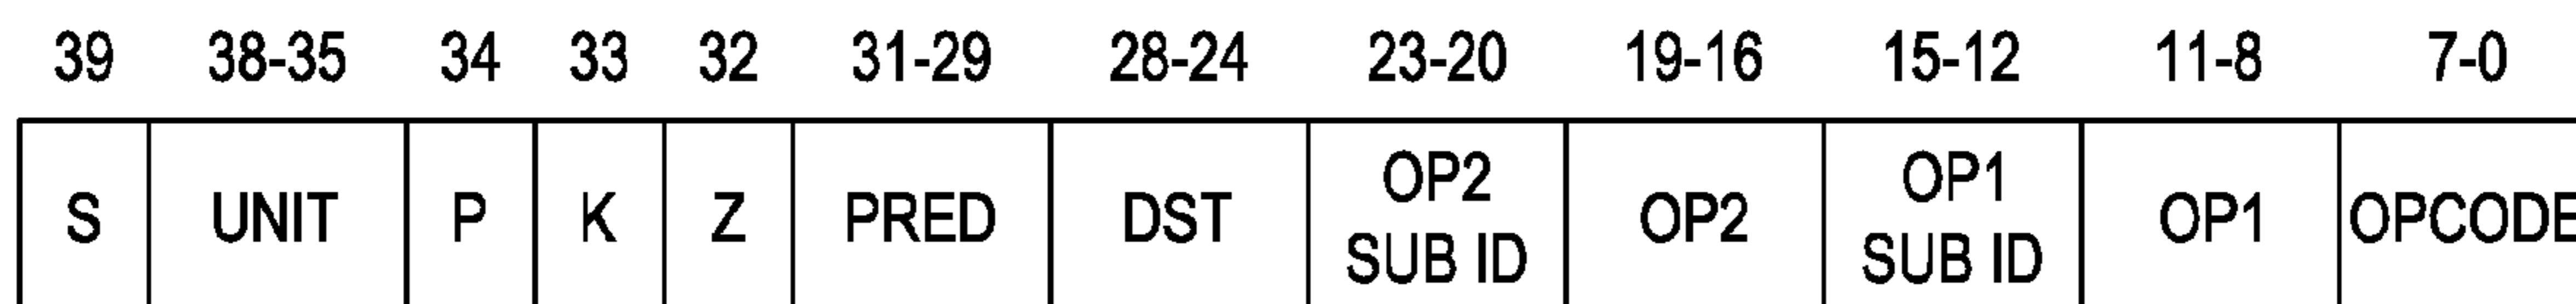 39 38-35 34 33 32 31-29 28-24 23-20 19-16 15-12 11-8 7-0
S UNIT P K Z PRED DST OP2 SUB ID OP2 OP1 SUB ID OP1 OPCODE